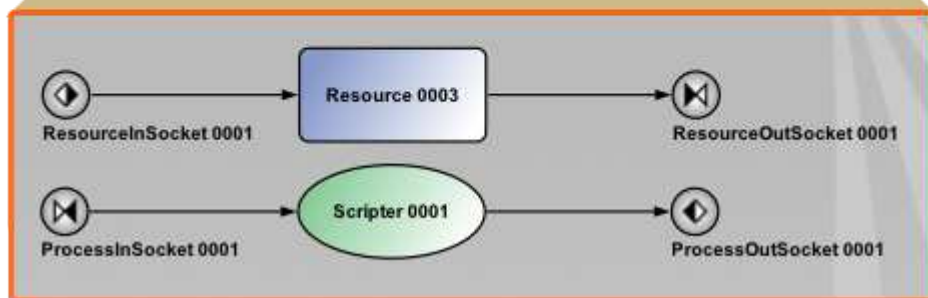 Resource 0003
ResourceInSocket 0001
ResourceOutSocket 0001
Scripter 0001
ProcessInSocket 0001
ProcessOutSocket 0001